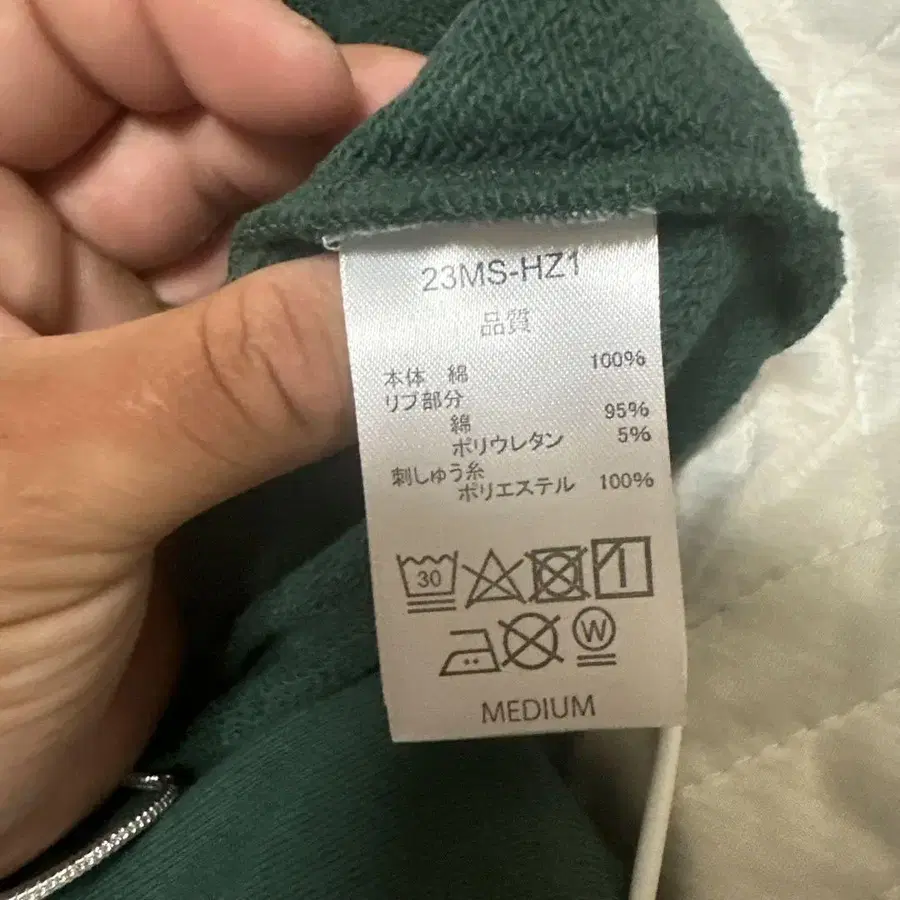 23MS-HZ1
品質
本体 綿 100%
リブ部分
綿 95%
ポリウレタン 5%
刺しゅう糸
ポリエステル 100%
30
W
MEDIUM